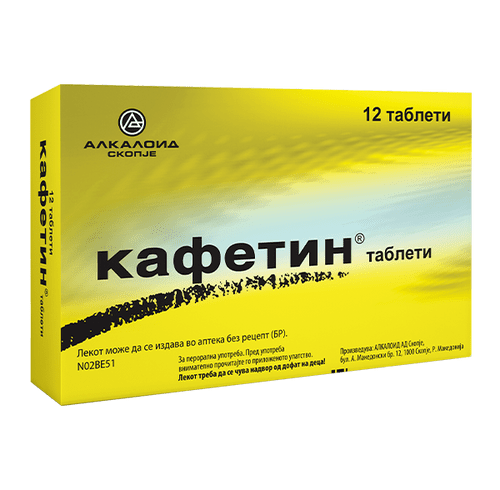 12 таблети
АЛКАЛОИД
СКОПЈЕ
кафетин®
таблети
Лекот може да се издава во аптека без рецепт (БР).
N02BE51
За перорална употреба. Пред употреба
внимателно прочитајте го приложеното упатство.
Лекот треба да се чува надвор од дофат на деца!
Произведува: АЛКАЛОИД АД Скопје,
бул. А. Македонски бр. 12, 1000 Скопје, Р. Македонија
кафетин®
12 таблети
таблети